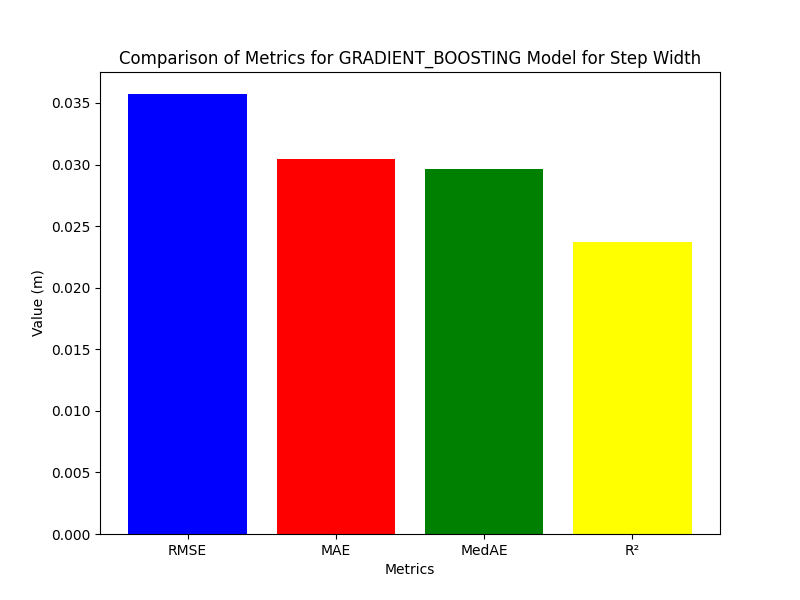 Comparison of Metrics for GRADIENT_BOOSTING Model for Step Width
Value (m)
0.035
0.030
0.025
0.020
0.015
0.010
0.005
0.000
RMSE MAE MedAE R²
Metrics